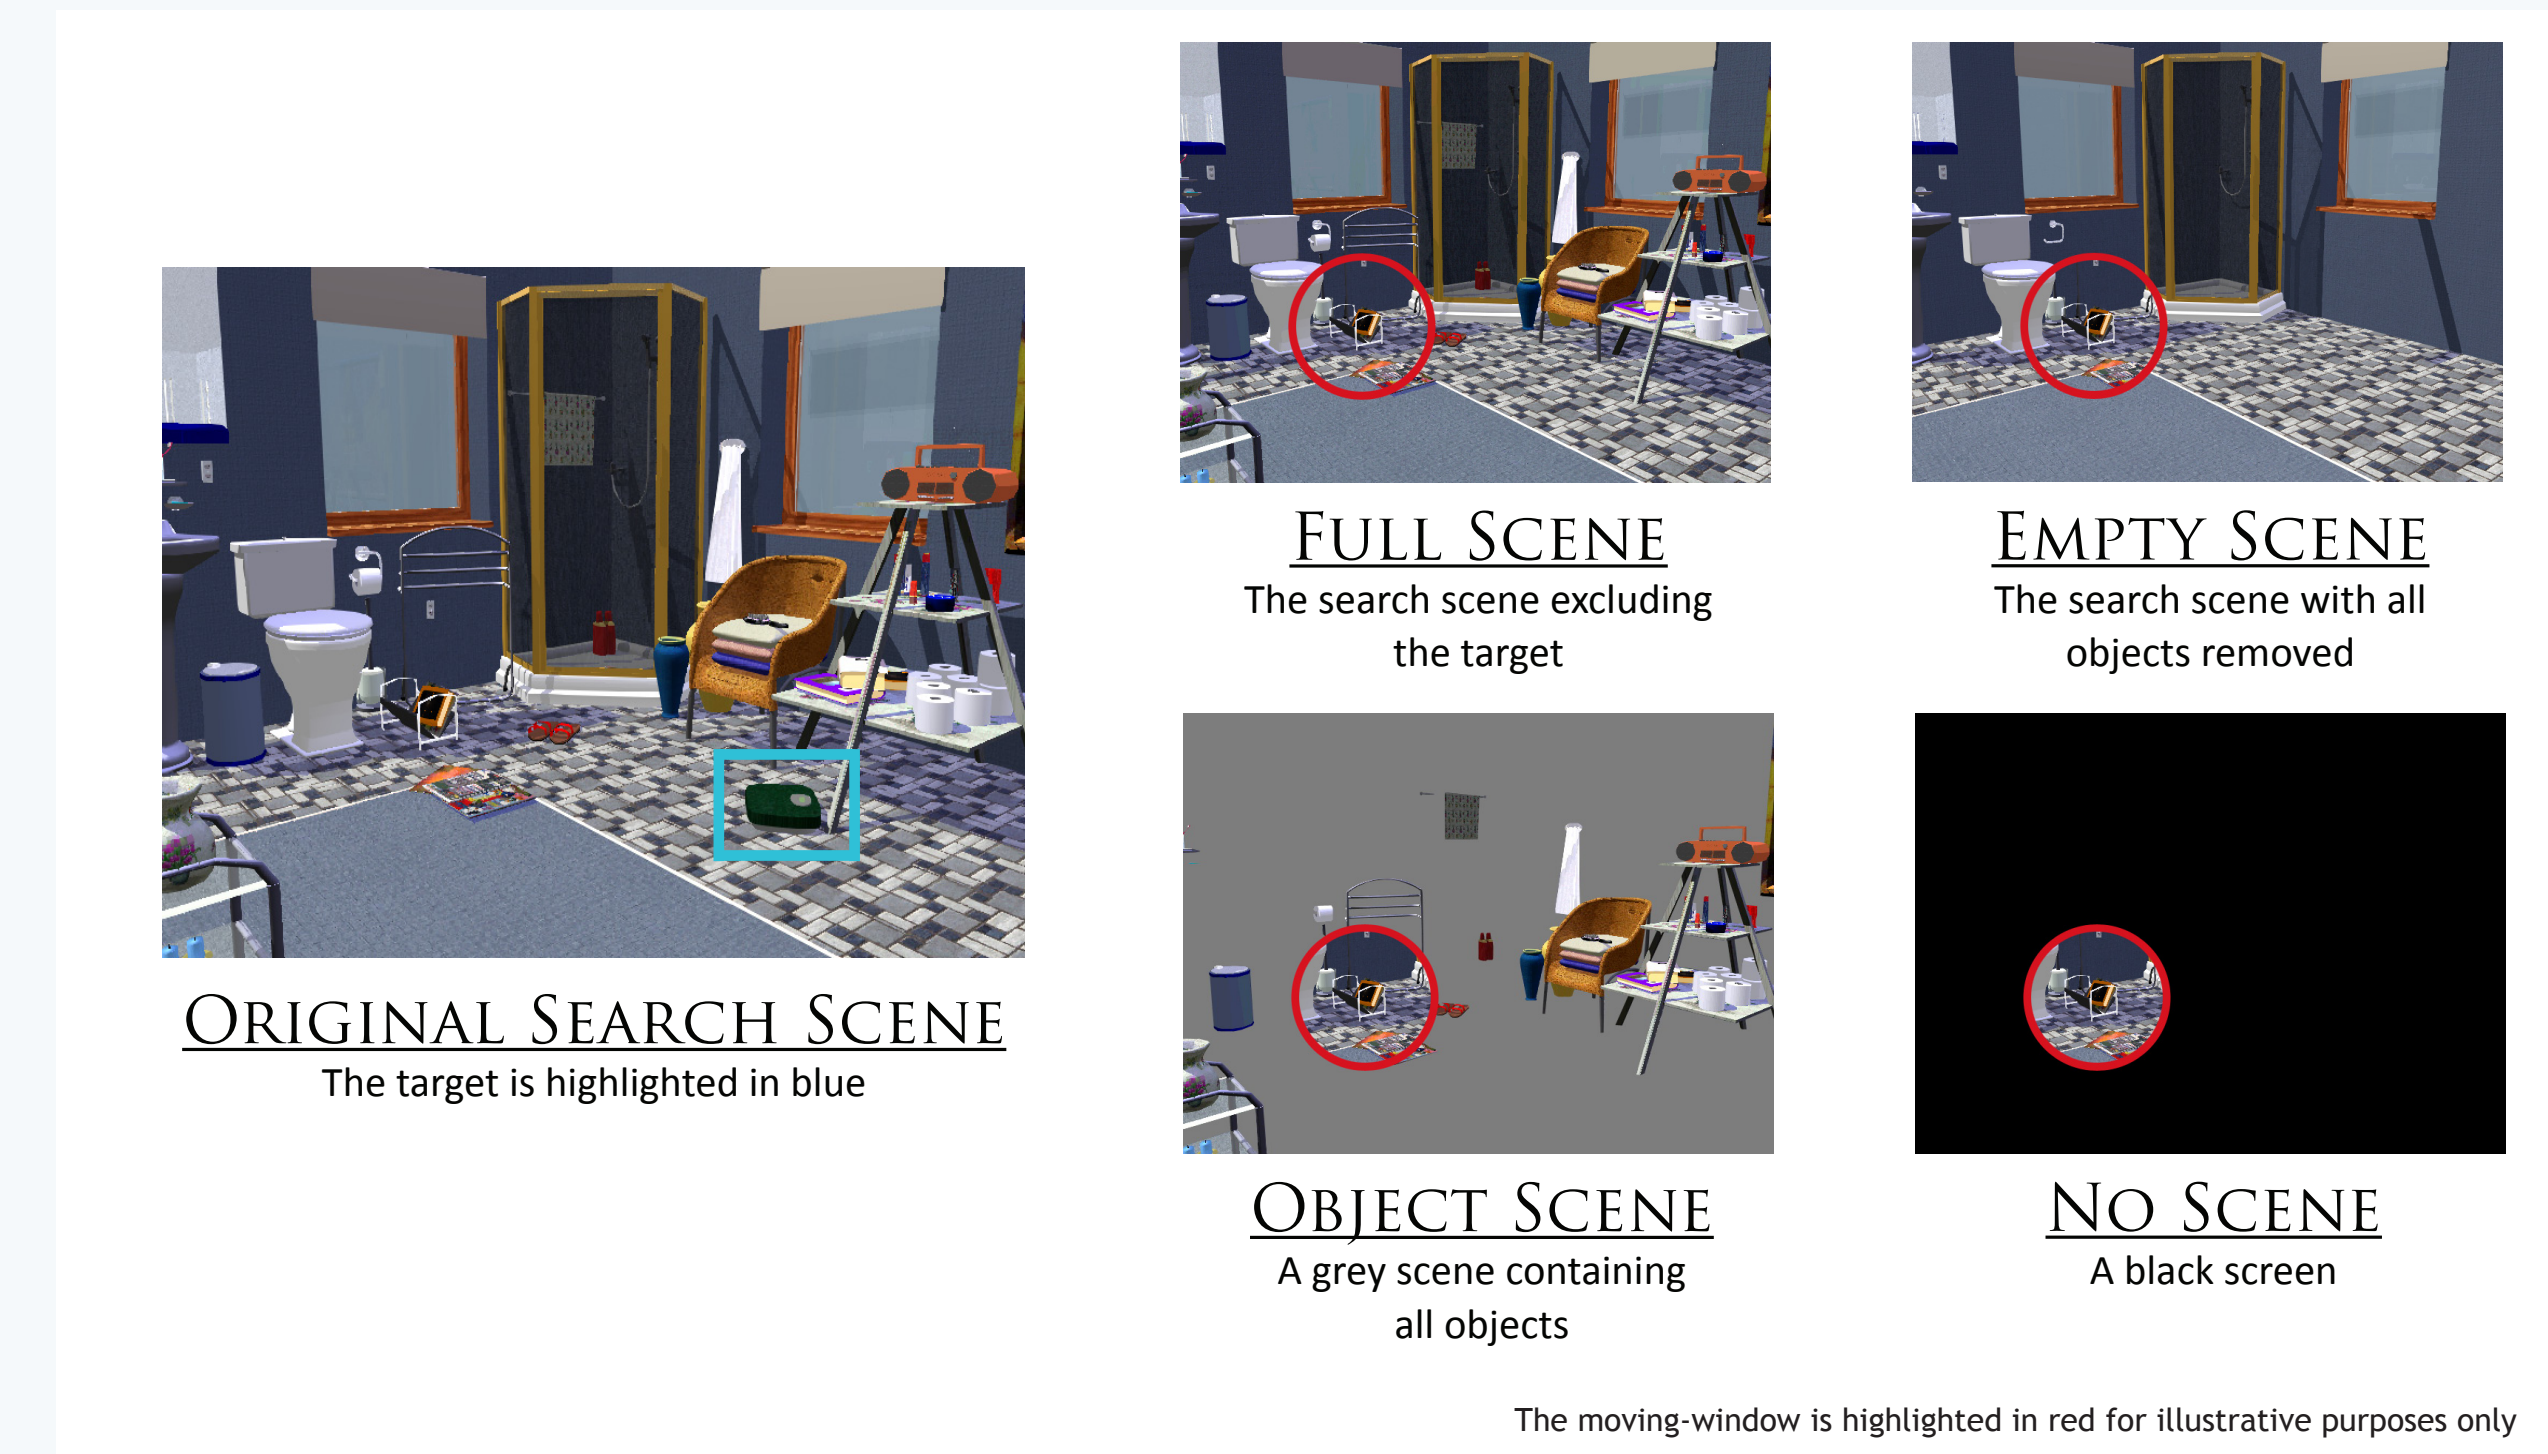 FULL SCENE
The search scene excluding
the target
EMPTY SCENE
The search scene with all
objects removed
ORIGINAL SEARCH SCENE
The target is highlighted in blue
OBJECT SCENE
A grey scene containing
all objects
NO SCENE
A black screen
The moving-window is highlighted in red for illustrative purposes only